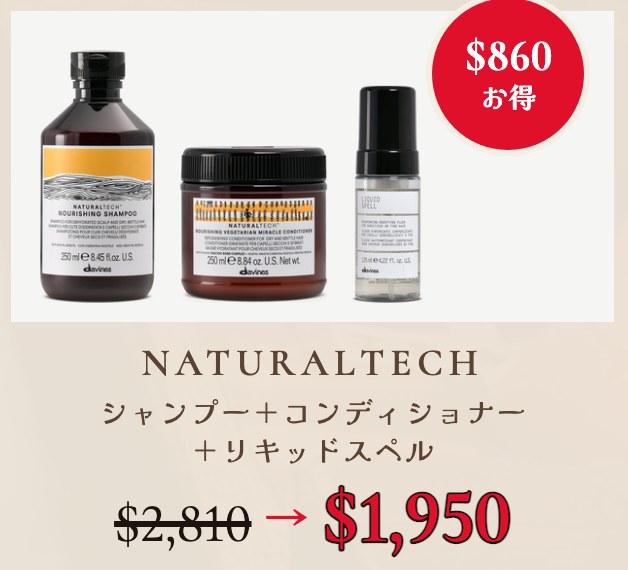 $860
お得
NATURALTECH™
NOURISHING SHAMPOO
250 ml ℮ 8.45 fl.oz. U.S.
davines
NATURALTECH™
NOURISHING VEGETARIAN MIRACLE CONDITIONER
250 ml ℮ 8.84 oz. U.S. Net wt.
davines
LIQUID
SPELL
NATURALTECH
シャンプー＋コンディショナー
＋リキッドスペル
$2,810 → $1,950